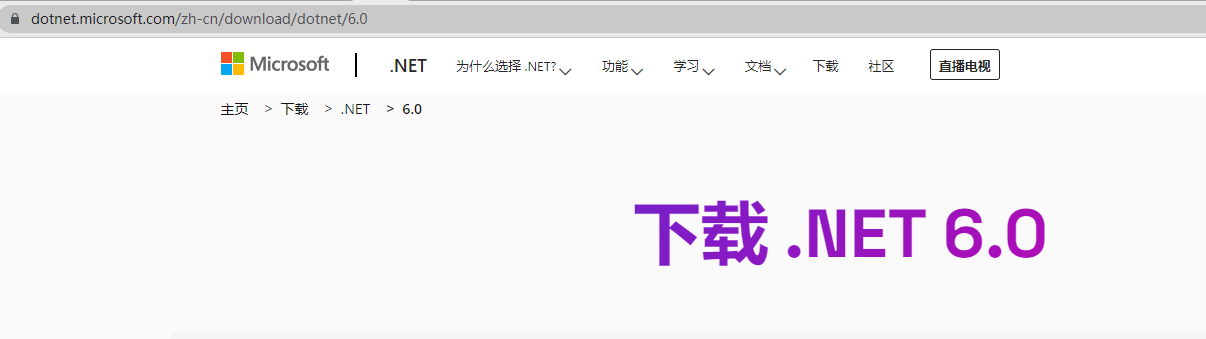 dotnet.microsoft.com/zh-cn/download/dotnet/6.0
Microsoft .NET 为什么选择 .NET? 功能 学习 文档 下载 社区 直播电视
主页 > 下载 > .NET > 6.0
下载 .NET 6.0